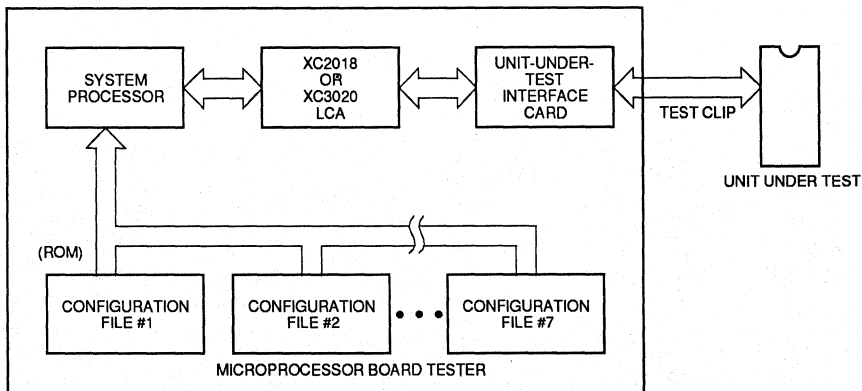 SYSTEM
PROCESSOR
XC2018
OR
XC3020
LCA
UNIT-UNDER-
TEST
INTERFACE
CARD
TEST CLIP
UNIT UNDER TEST
(ROM)
CONFIGURATION
FILE #1
CONFIGURATION
FILE #2
CONFIGURATION
FILE #7
MICROPROCESSOR BOARD TESTER